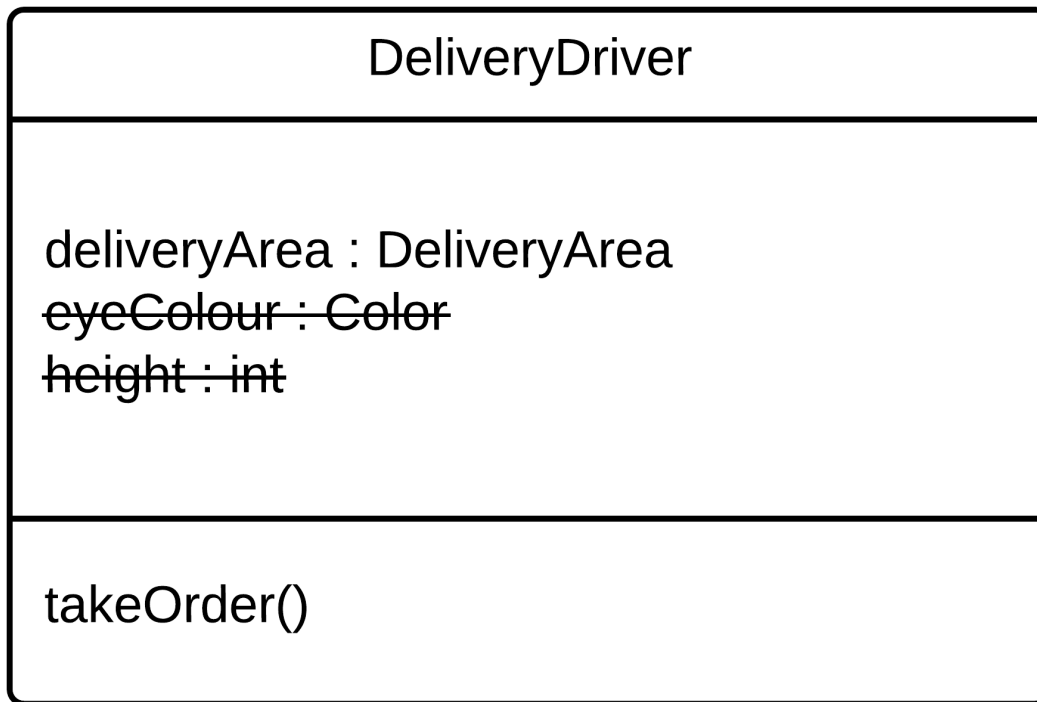 DeliveryDriver
deliveryArea : DeliveryArea
eyeColour : Color
height : int
takeOrder()